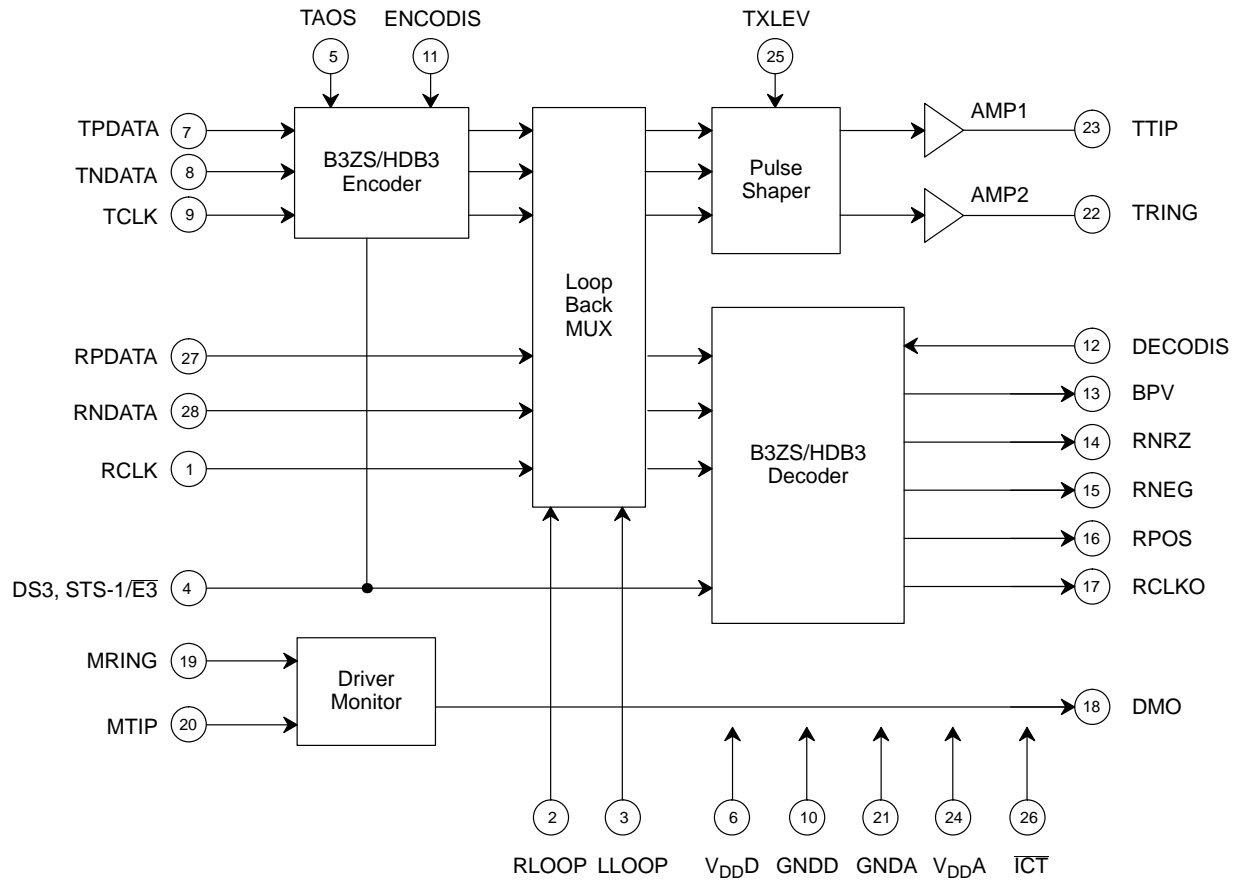 TAOS
ENCODIS
TXLEV
5
11
25
AMP1
TPDATA
7
23
TTIP
B3ZS/HDB3
Encoder
TNDATA
8
Pulse
Shaper
TCLK
9
AMP2
22
TRING
Loop
Back
MUX
RPDATA
27
12
DECODIS
13
BPV
RNDATA
28
14
RNRZ
B3ZS/HDB3
Decoder
RCLK
1
15
RNEG
16
RPOS
DS3, STS-1/E̅3̅
4
17
RCLKO
MRING
19
Driver
Monitor
18
DMO
MTIP
20
2
3
6
10
21
24
26
RLOOP
LLOOP
VDDD
GNDD
GNDA
VDDA
I̅C̅T̅